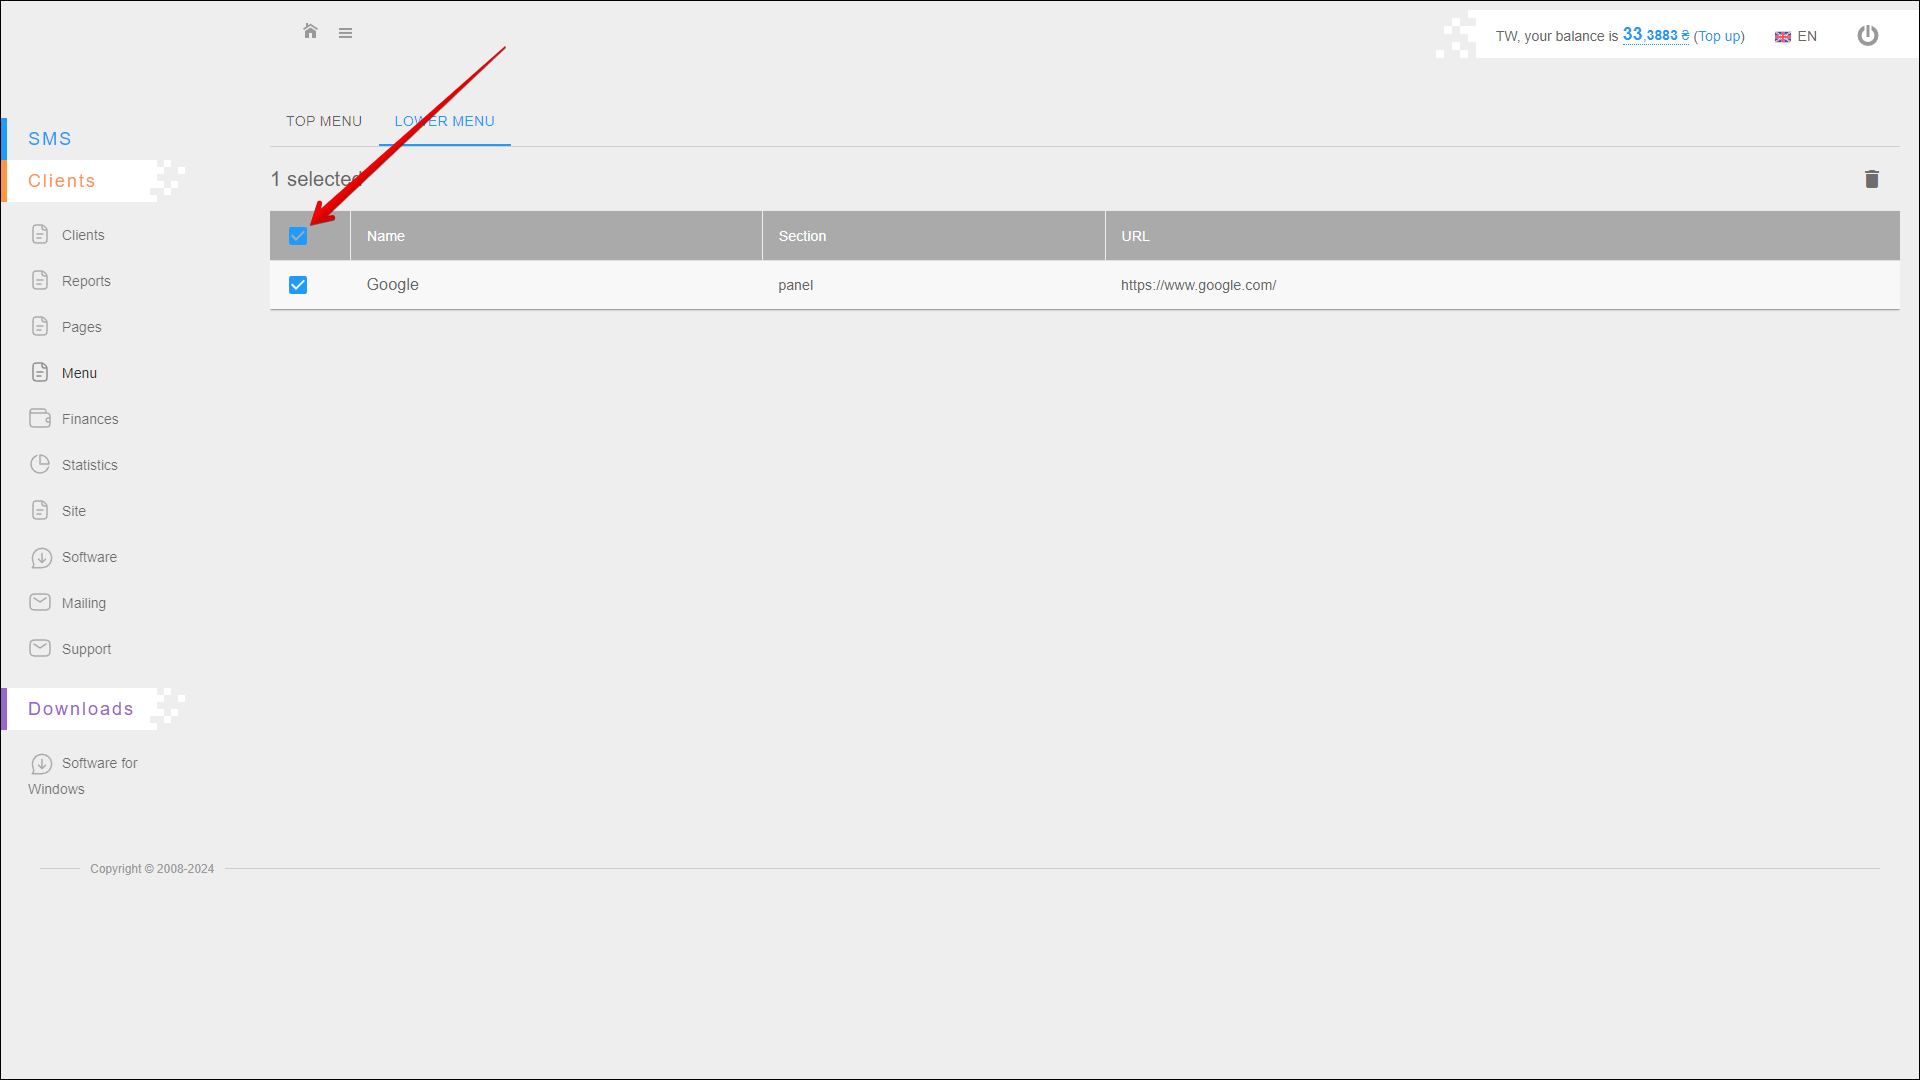 TW, your balance is 33,3883 ₴ (Top up) EN
TOP MENU LOWER MENU
SMS
Clients
1 selected
Name Section URL
Google panel https://www.google.com/
Clients
Reports
Pages
Menu
Finances
Statistics
Site
Software
Mailing
Support
Downloads
Software for
Windows
Copyright © 2008-2024